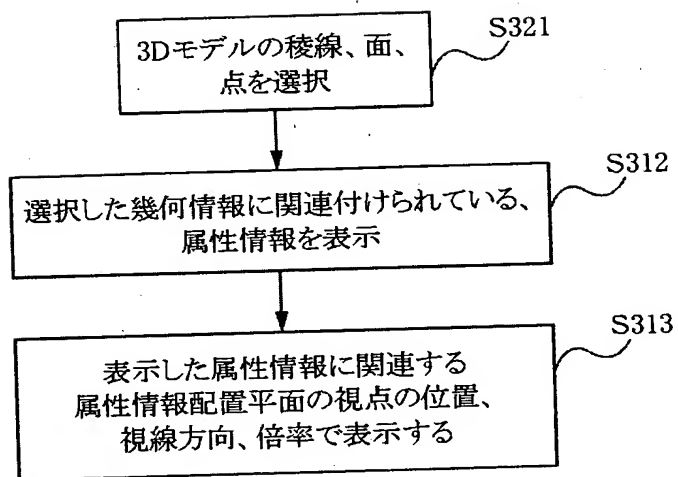 S321
3Dモデルの稜線、面、
点を選択
S312
選択した幾何情報に関連付けられている、
属性情報を表示
S313
表示した属性情報に関連する
属性情報配置平面の視点の位置、
視線方向、倍率で表示する